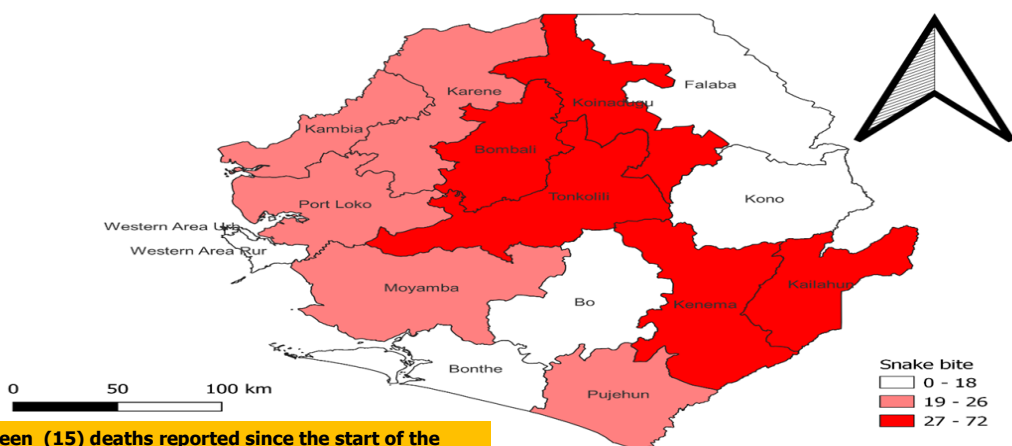 Karene
Falaba
Koinadugu
Kambia
Bombali
Tonkolili
Kono
Port Loko
Western Area Urb
Western Area Rur
Moyamba
Bo
Kenema
Kailahun
Bonthe
Pujehun
0 50 100 km
Snake bite
0 - 18
19 - 26
27 - 72
(15) deaths reported since the start of the